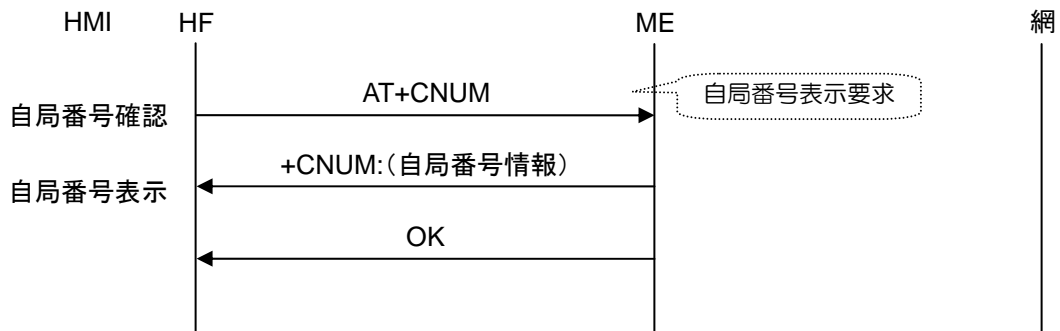 HMI HF ME 網
AT+CNUM
自局番号表示要求
自局番号確認
+CNUM:（自局番号情報）
自局番号表示
OK